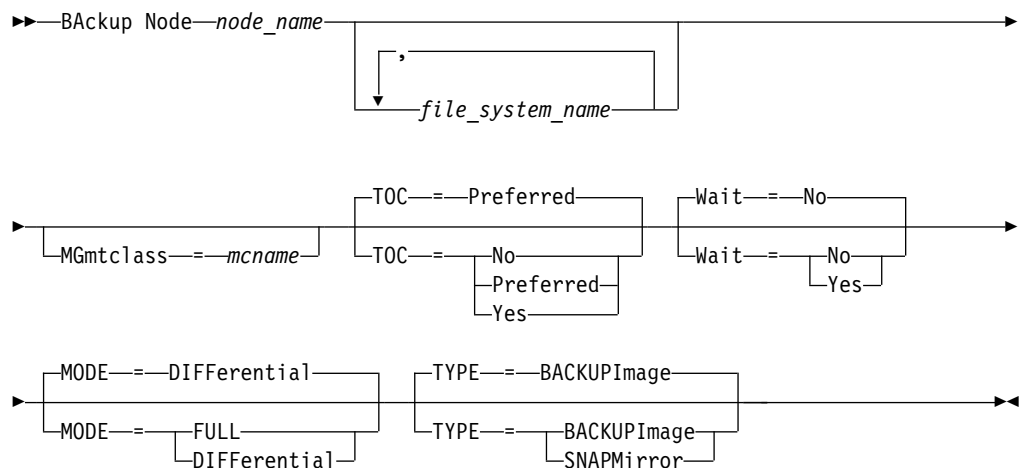 BAckup Node node_name
,
file_system_name
TOC = Preferred Wait = No
MGmtclass = mcname TOC = No Wait = No
Preferred Yes
Yes
MODE = DIFFerential TYPE = BACKUPImage
MODE = FULL TYPE = BACKUPImage
DIFFerential SNAPMirror